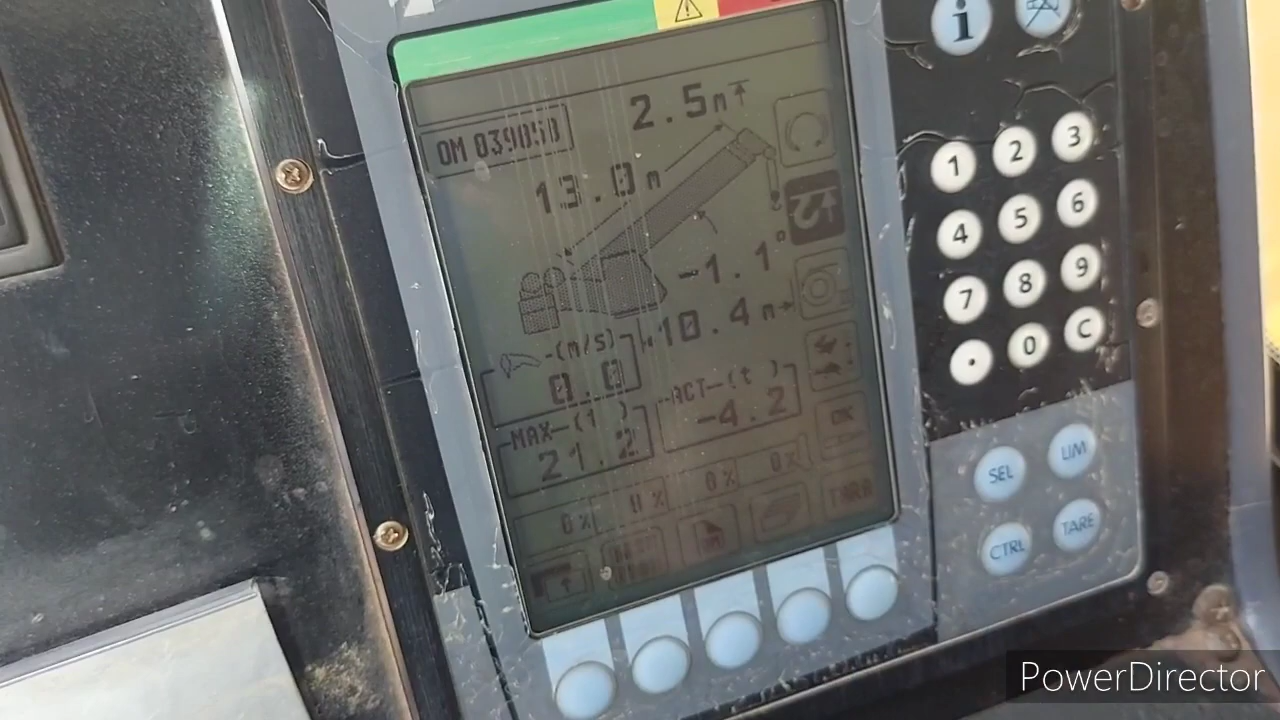 2.5m
OM 039050
13.0m
-1.1°
10.4m
-(m/s)
0.0
ACT-(t)
-4.2
MAX-(t)
21.2
0% 0% 0% 0%
OK
TARA
i
1 2 3
4 5 6
7 8 9
. 0 C
SEL LIM
CTRL TARE
PowerDirector